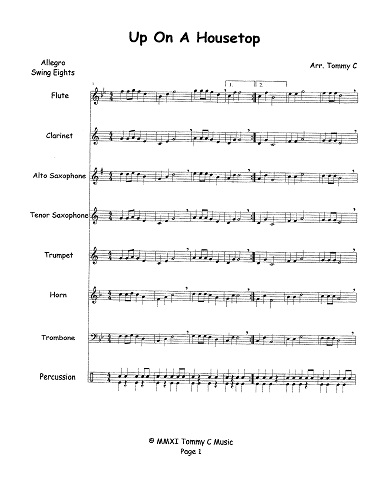 Up On A Housetop
Allegro
Swing Eights
Arr. Tommy C
1. 2.
Flute
Clarinet
Alto Saxophone
Tenor Saxophone
Trumpet
Horn
Trombone
Percussion
© MMXI Tommy C Music
Page 1